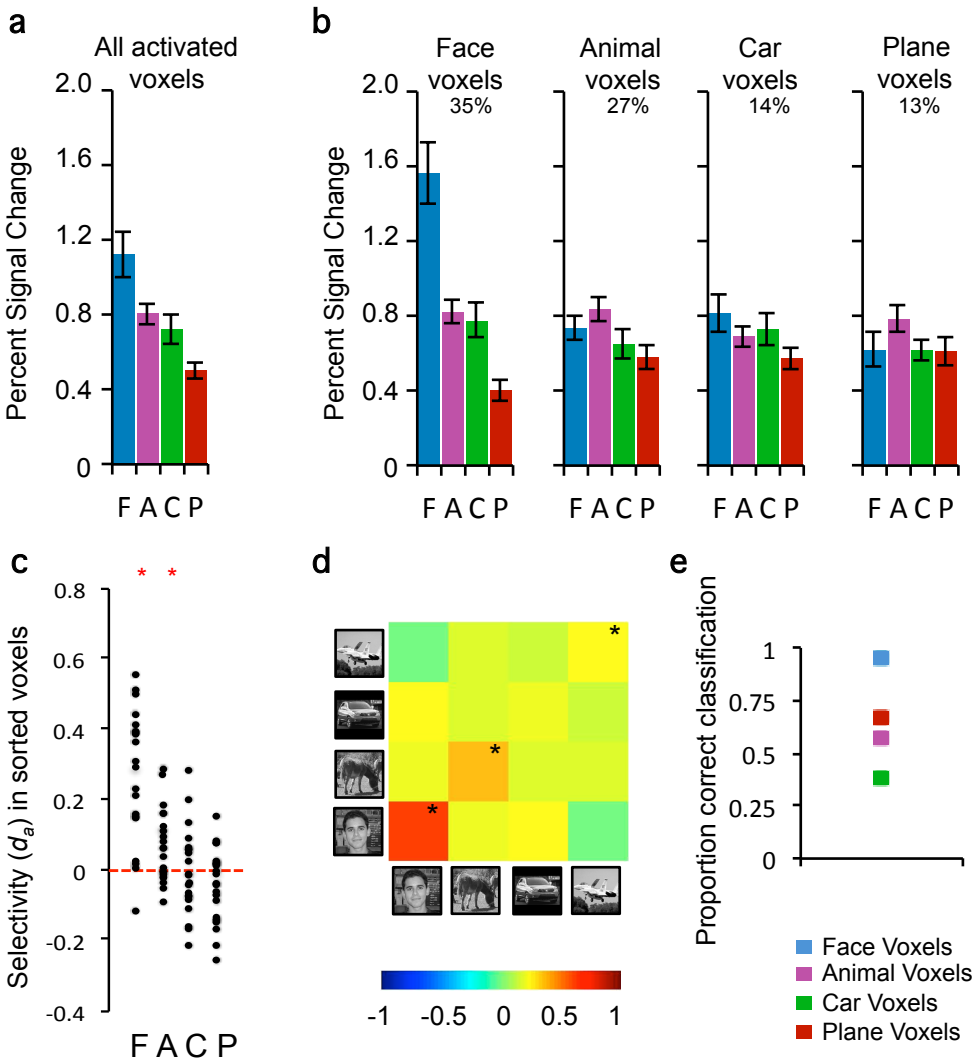 a
All activated
voxels
Percent Signal Change
2.0
1.6
1.2
0.8
0.4
0
F A C P
b
Face
voxels
35%
Animal
voxels
27%
Car
voxels
14%
Plane
voxels
13%
Percent Signal Change
2.0
1.6
1.2
0.8
0.4
0
F A C P
F A C P
F A C P
F A C P
c
* *
Selectivity (da) in sorted voxels
0.8
0.6
0.4
0.2
0
-0.2
-0.4
F A C P
d
*
*
*
-1 -0.5 0 0.5 1
e
Proportion correct classification
1
0.75
0.5
0.25
0
Face Voxels
Animal Voxels
Car Voxels
Plane Voxels